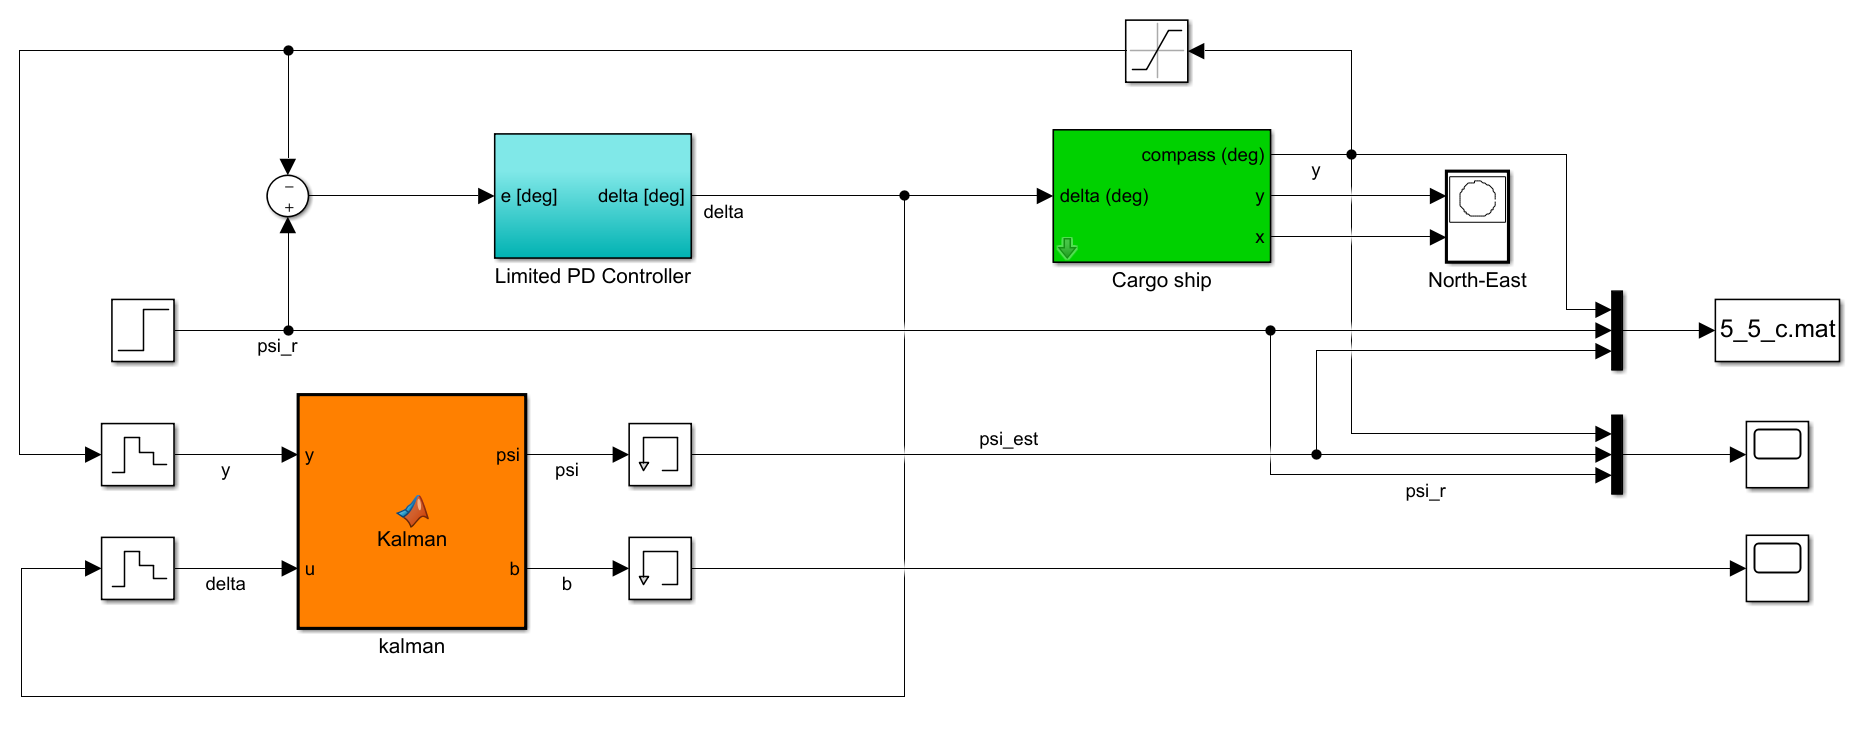 compass (deg)
y
e [deg]
delta [deg]
delta
delta (deg)
y
x
Limited PD Controller
Cargo ship
North-East
psi_r
5_5_c.mat
y
y
psi
psi
psi_est
psi_r
Kalman
delta
u
b
b
kalman